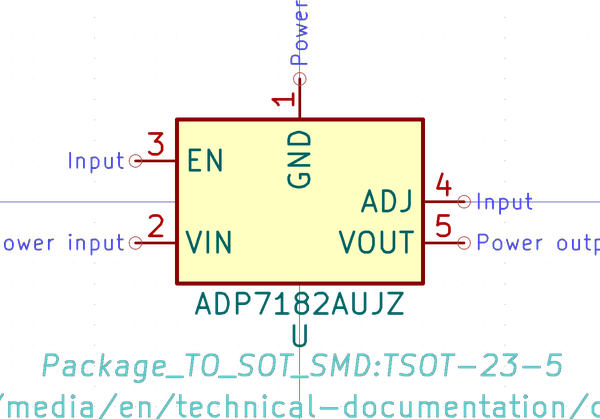 Power
1
3
Input
EN
GND
4
ADJ
Input
2
ower input
VIN
5
VOUT
Power outp
ADP7182AUJZ
U
Package_TO_SOT_SMD:TSOT-23-5
/media/en/technical-documentation/